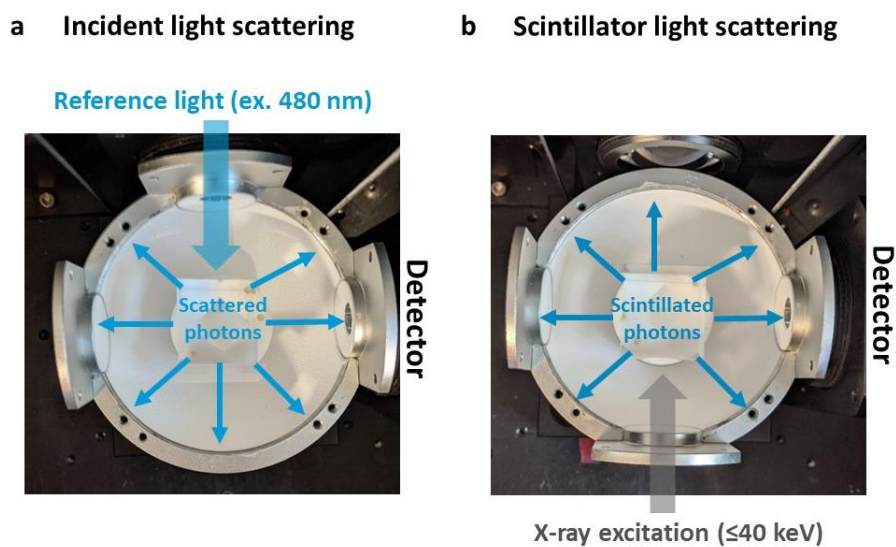 a Incident light scattering
b Scintillator light scattering
Reference light (ex. 480 nm)
Scattered
photons
Detector
Scintillated
photons
Detector
X-ray excitation (≤40 keV)